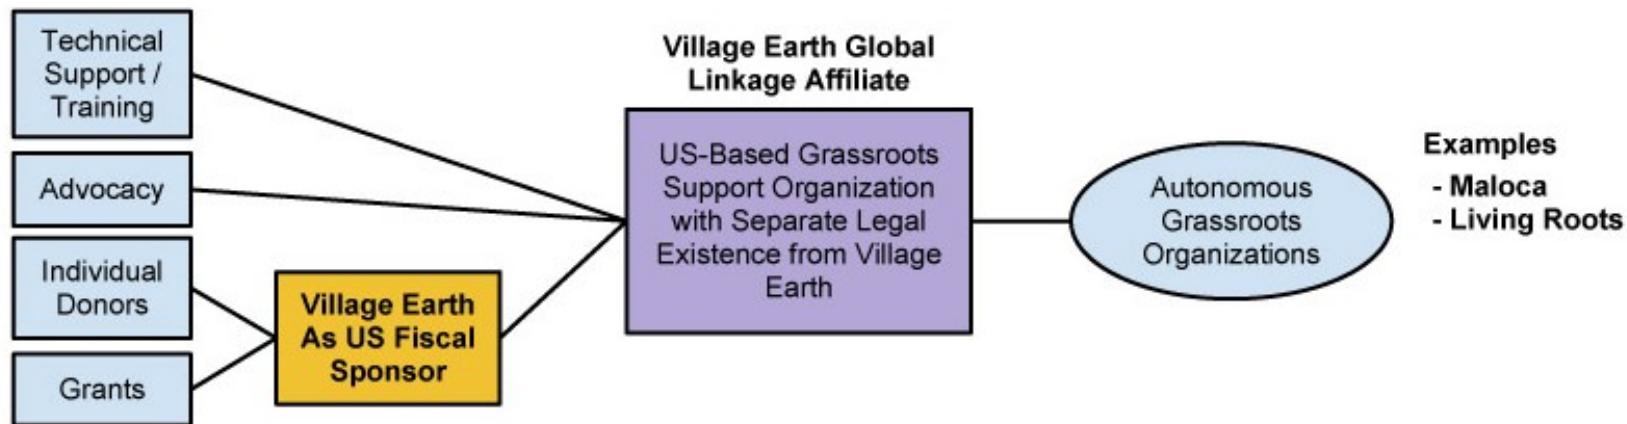 Technical
Support /
Training
Advocacy
Individual
Donors
Grants
Village Earth
As US Fiscal
Sponsor
Village Earth Global
Linkage Affiliate
US-Based Grassroots
Support Organization
with Separate Legal
Existence from Village
Earth
Autonomous
Grassroots
Organizations
Examples
- Maloca
- Living Roots